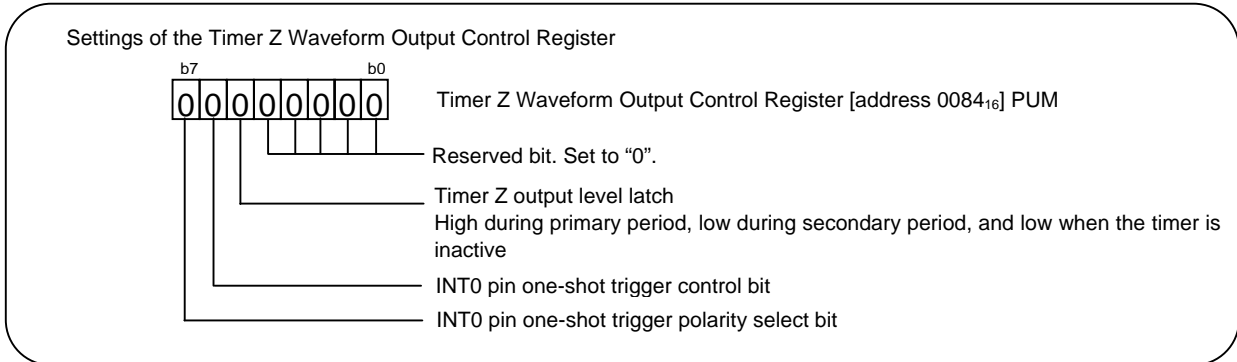 Settings of the Timer Z Waveform Output Control Register
b7 b0
0 0 0 0 0 0 0 0 Timer Z Waveform Output Control Register [address 0084₁₆] PUM
Reserved bit. Set to “0”.
Timer Z output level latch
High during primary period, low during secondary period, and low when the timer is
inactive
INT0 pin one-shot trigger control bit
INT0 pin one-shot trigger polarity select bit